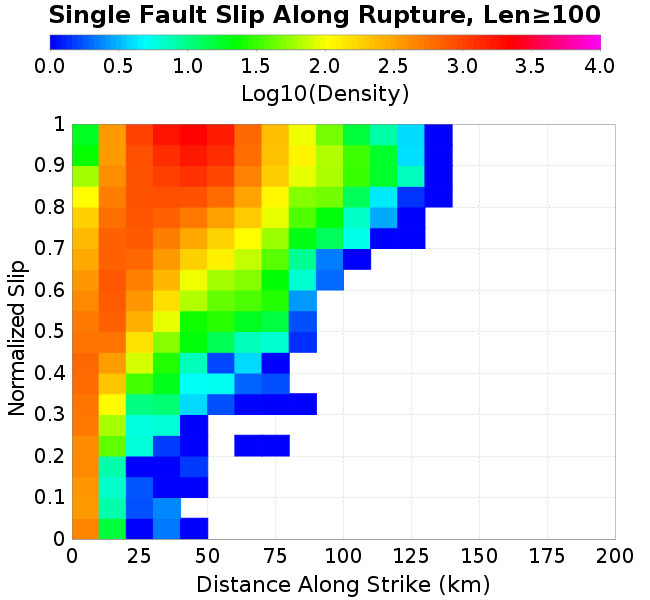 Single Fault Slip Along Rupture, Len≥100
0.0 0.5 1.0 1.5 2.0 2.5 3.0 3.5 4.0
Log10(Density)
1
0.9
0.8
0.7
0.6
0.5
0.4
0.3
0.2
0.1
0
Normalized Slip
0 25 50 75 100 125 150 175 200
Distance Along Strike (km)